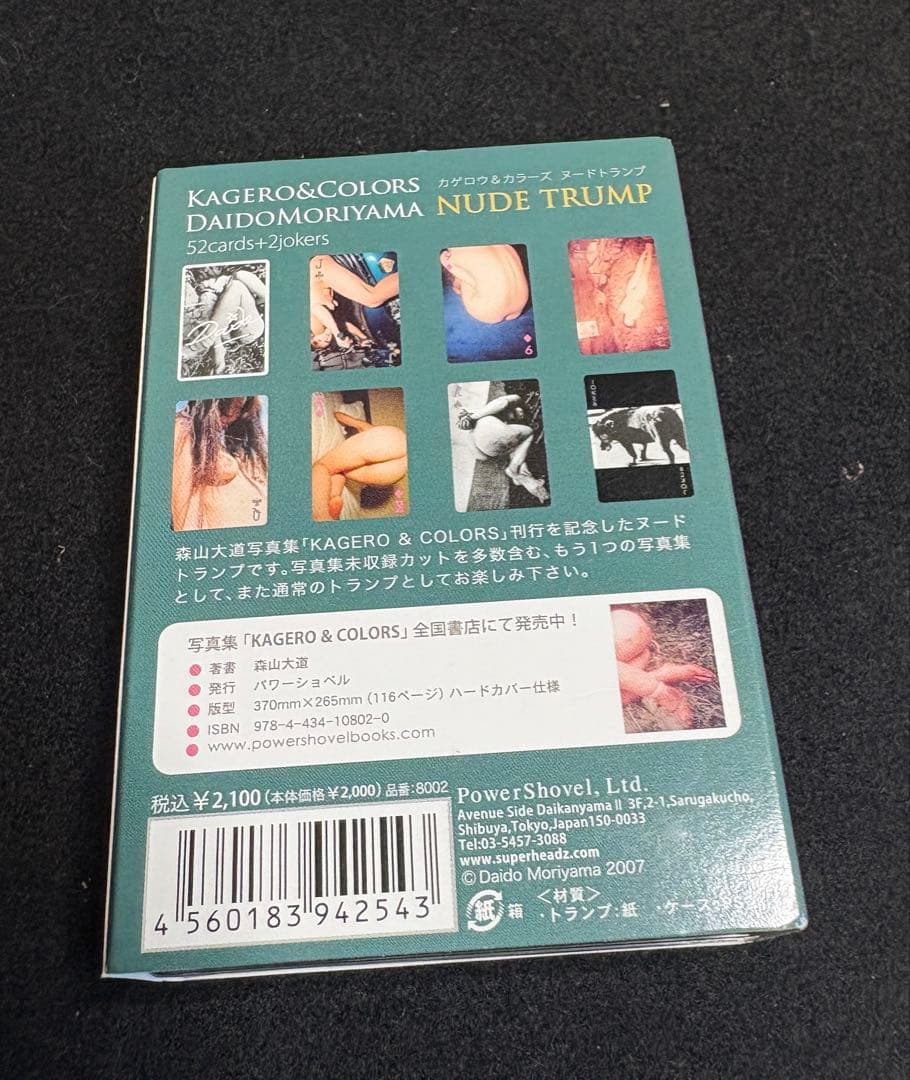 KAGERO&COLORS
DAIDOMORIYAMA
カゲロウ&カラーズ ヌードトランプ
NUDE TRUMP
52cards+2jokers
Daido
J
6
Q
JOKER
JOKER
森山大道写真集「KAGERO & COLORS」刊行を記念したヌード
トランプです。写真集未収録カットを多数含む、もう1つの写真集
として、また通常のトランプとしてお楽しみ下さい。
写真集「KAGERO & COLORS」全国書店にて発売中!
著書 森山大道
発行 パワーショベル
版型 370mm×265mm(116ページ)ハードカバー仕様
ISBN 978-4-434-10802-0
www.powershovelbooks.com
税込¥2,100(本体価格¥2,000)品番:8002
4 560183 942543
PowerShovel, Ltd.
Avenue Side Daikanyama II 3F,2-1,Sarugakucho,
Shibuya,Tokyo,Japan150-0033
Tel:03-5457-3088
www.superheadz.com
©Daido Moriyama 2007
紙 箱 <材質>
・トランプ:紙 ・ケース